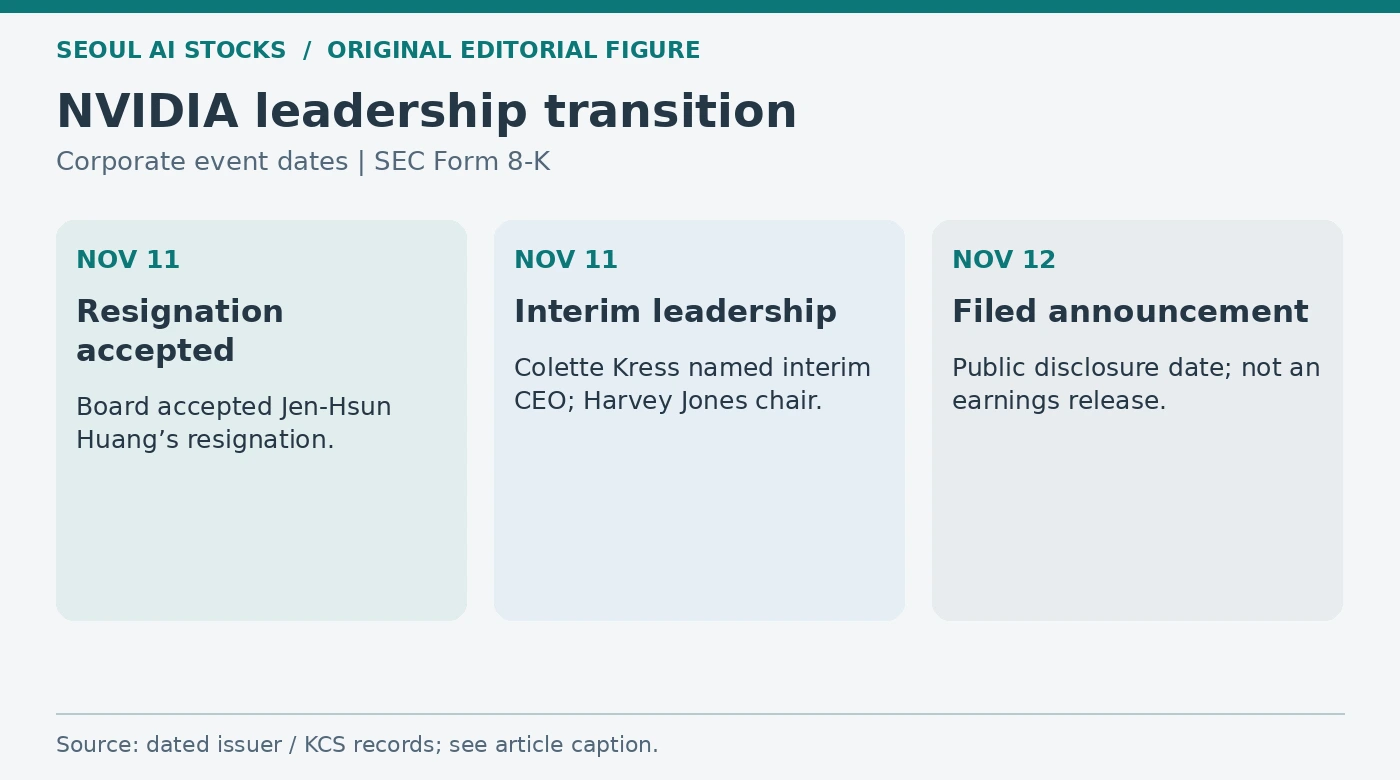 SEOUL AI STOCKS / ORIGINAL EDITORIAL FIGURE
NVIDIA leadership transition
Corporate event dates | SEC Form 8-K
NOV 11
Resignation
accepted
Board accepted Jen-Hsun
Huang’s resignation.
NOV 11
Interim leadership
Colette Kress named interim
CEO; Harvey Jones chair.
NOV 12
Filed announcement
Public disclosure date; not an
earnings release.
Source: dated issuer / KCS records; see article caption.